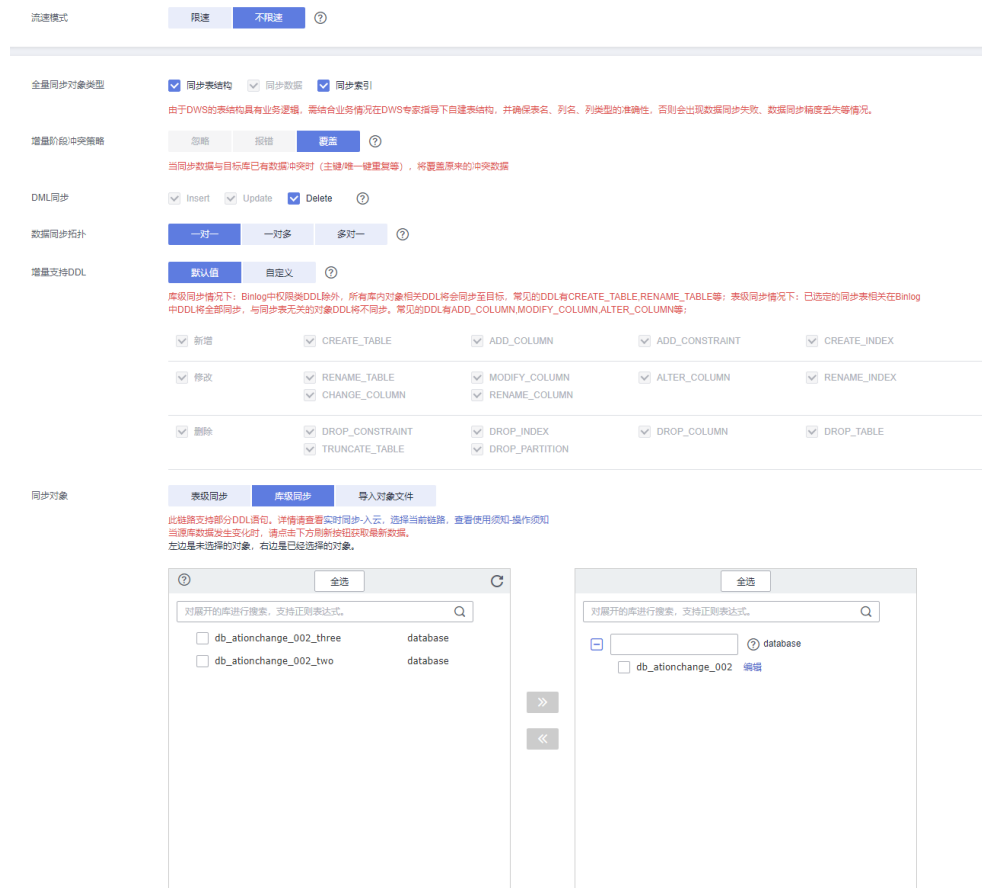 流速模式 限速 不限速
全量同步对象类型 同步表结构 同步数据 同步索引
由于DWS的表结构具有业务逻辑，需结合业务情况在DWS专家指导下自建表结构，并确保表名、列名、列类型的准确性，否则会出现数据同步失败、数据同步精度丢失等情况。
增量阶段冲突策略 忽略 报错 覆盖
当同步数据与目标库已有数据冲突时（主键/唯一键重复等），将覆盖原来的冲突数据
DML同步 Insert Update Delete
数据同步拓扑 一对一 一对多 多对一
增量支持DDL 默认值 自定义
库级同步情况下：Binlog中权限类DDL除外，所有库内对象相关DDL将会同步至目标，常见的DDL有CREATE_TABLE,RENAME_TABLE等；表级同步情况下：已选定的同步表相关在Binlog
中DDL将全部同步，与同步表无关的对象DDL将不同步。常见的DDL有ADD_COLUMN,MODIFY_COLUMN,ALTER_COLUMN等；
新增 CREATE_TABLE ADD_COLUMN ADD_CONSTRAINT CREATE_INDEX
修改 RENAME_TABLE MODIFY_COLUMN ALTER_COLUMN RENAME_INDEX
CHANGE_COLUMN RENAME_COLUMN
删除 DROP_CONSTRAINT DROP_INDEX DROP_COLUMN DROP_TABLE
TRUNCATE_TABLE DROP_PARTITION
同步对象 表级同步 库级同步 导入对象文件
此链路支持部分DDL语句。详情请查看实时同步-入云，选择当前链路，查看使用须知-操作须知
当源库数据发生变化时，请点击下方刷新按钮获取最新数据。
左边是未选择的对象，右边是已经选择的对象。
全选 全选
对展开的库进行搜索，支持正则表达式。 对展开的库进行搜索，支持正则表达式。
db_ationchange_002_three database
database
db_ationchange_002_two database
db_ationchange_002 编辑